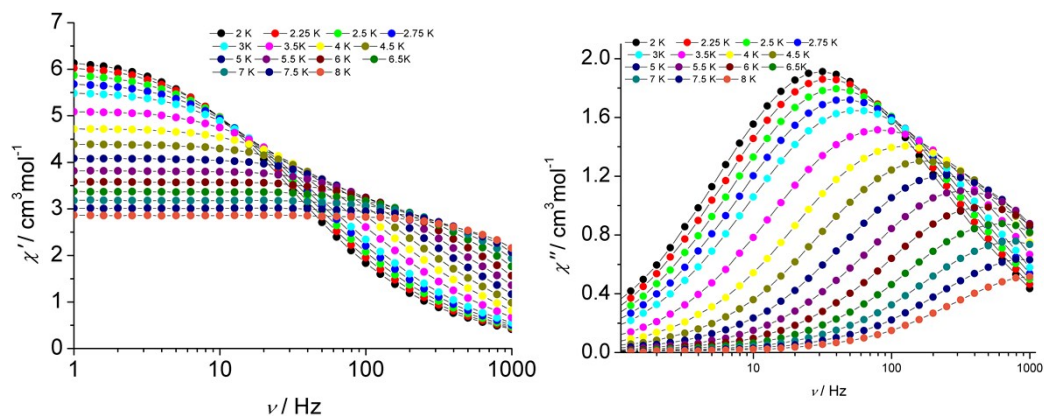 2 K 2.25 K 2.5 K 2.75 K
3K 3.5K 4 K 4.5 K
5 K 5.5 K 6 K 6.5K
7 K 7.5 K 8 K
7
6
5
4
3
2
1
0
1 10 100 1000
χ′ / cm³mol⁻¹
ν / Hz
2 K 2.25 K 2.5 K 2.75 K
3K 3.5K 4 K 4.5 K
5 K 5.5 K 6 K 6.5K
7 K 7.5 K 8 K
2.0
1.6
1.2
0.8
0.4
0.0
10 100 1000
χ″ / cm³mol⁻¹
ν / Hz